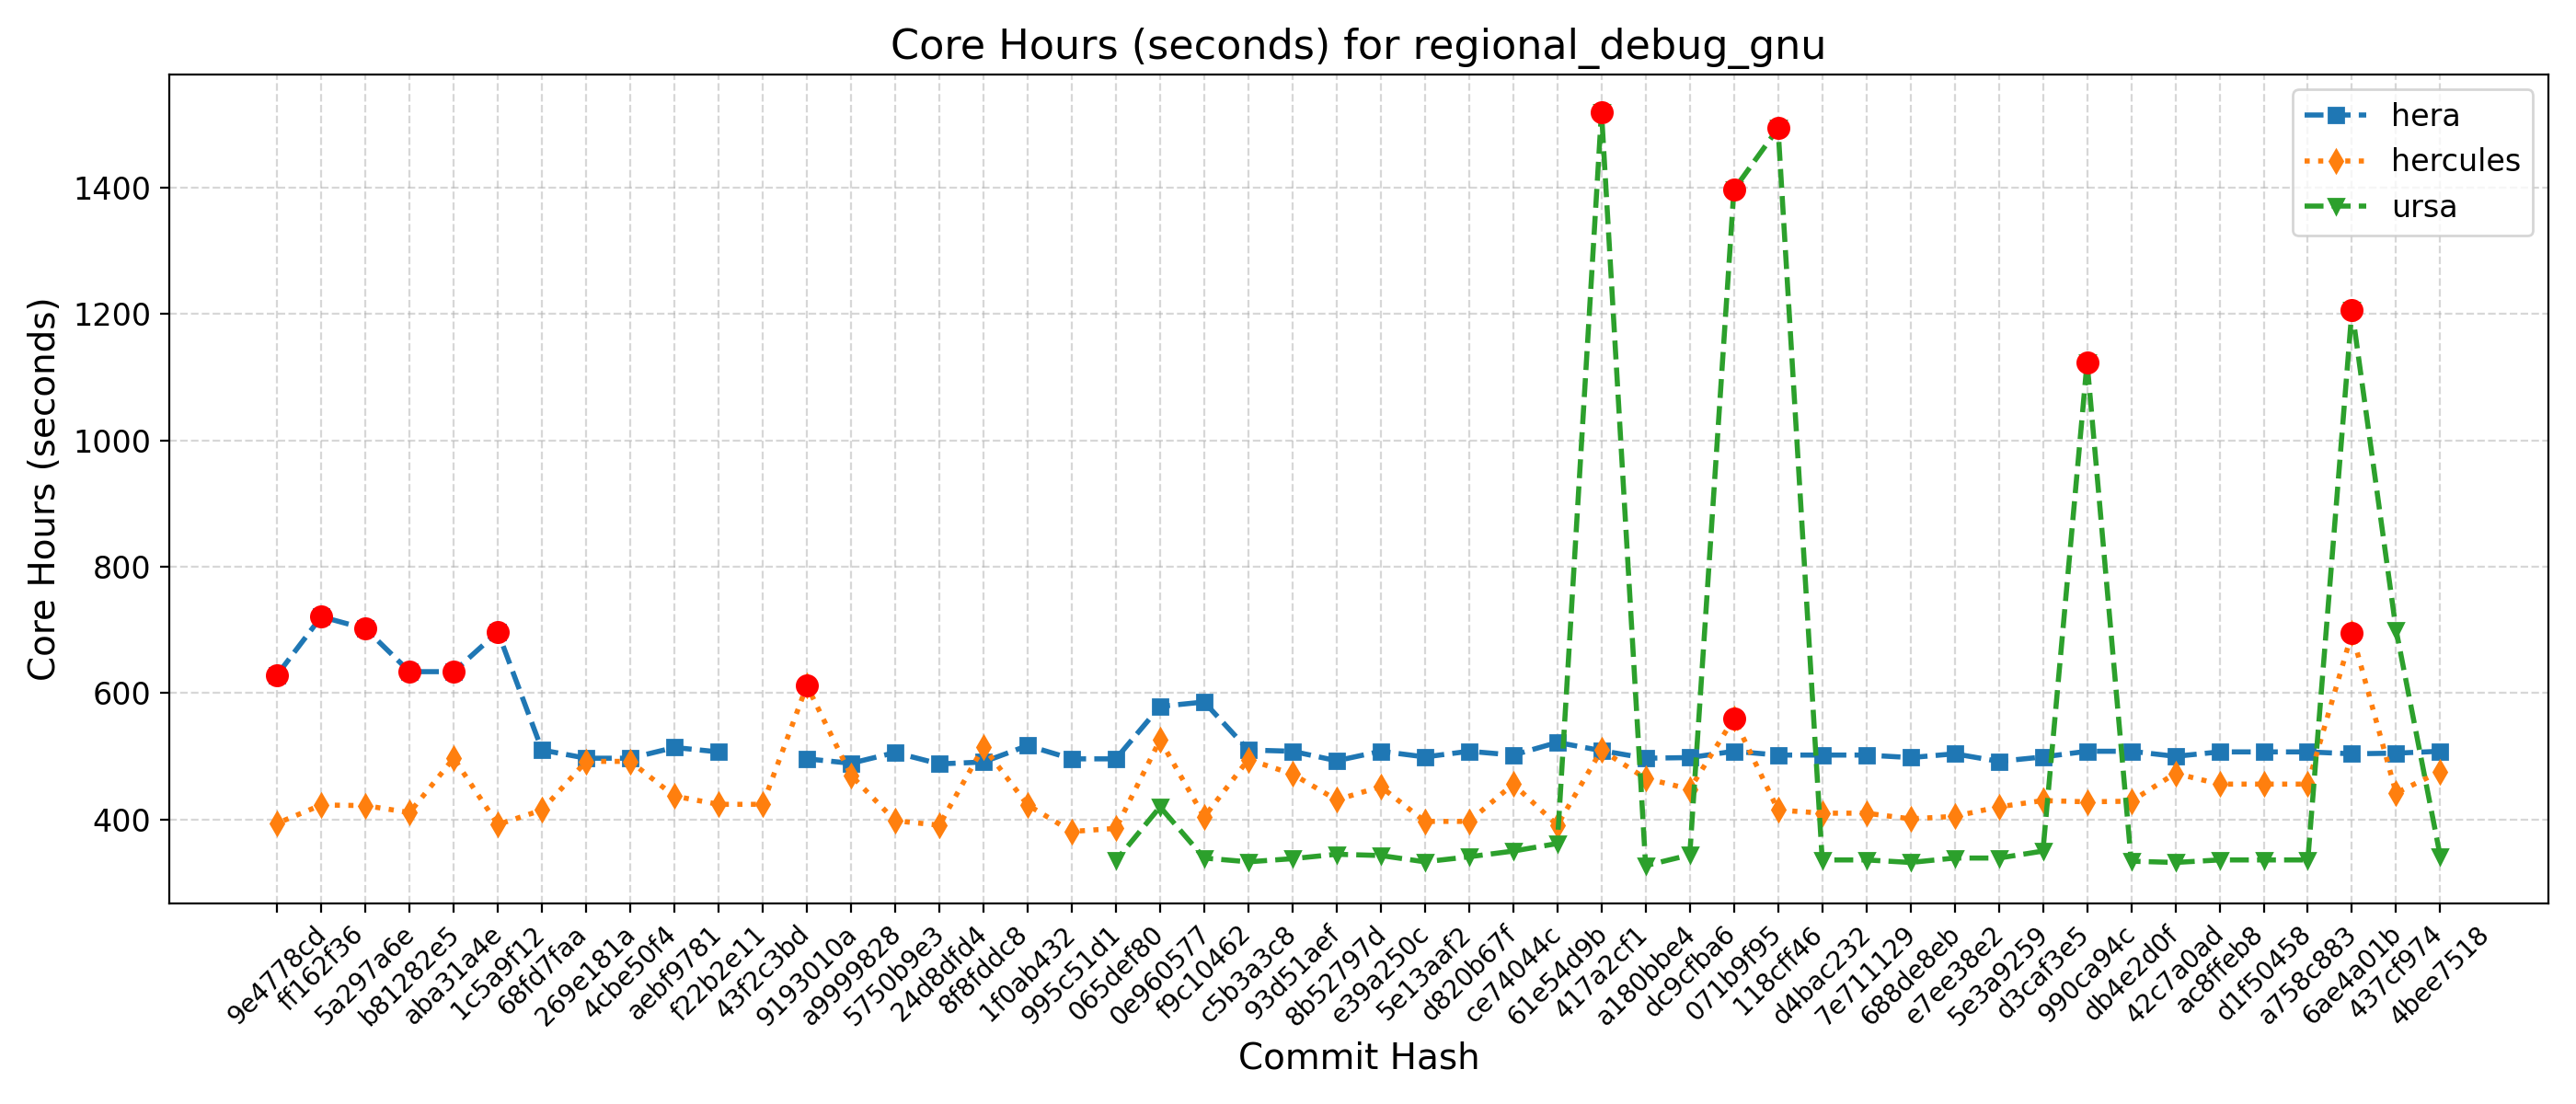 Core Hours (seconds) for regional_debug_gnu
hera
hercules
ursa
Core Hours (seconds)
1400
1200
1000
800
600
400
9e4778cd
ff162f36
5a297a6e
b81282e5
aba31a4e
1c5a9f12
68fd7faa
269e181a
4cbe50f4
aebf9781
f22b2e11
43f2c3bd
9193010a
a9999828
5750b9e3
24d8dfd4
8f8fddc8
1f0ab432
995c51d1
065def80
0e960577
f9c10462
c5b3a3c8
93d51aef
8b52797d
e39a250c
5e13aaf2
d820b67f
ce74044c
61e54d9b
417a2cf1
a180bbe4
dc9cfba6
071b9f95
118cff46
d4bac232
7e711129
688de8eb
e7ee38e2
5e3a9259
d3caf3e5
990ca94c
db4e2d0f
42c7a0ad
ac8ffeb8
d1f50458
a758c883
6ae4a01b
437cf974
4bee7518
Commit Hash